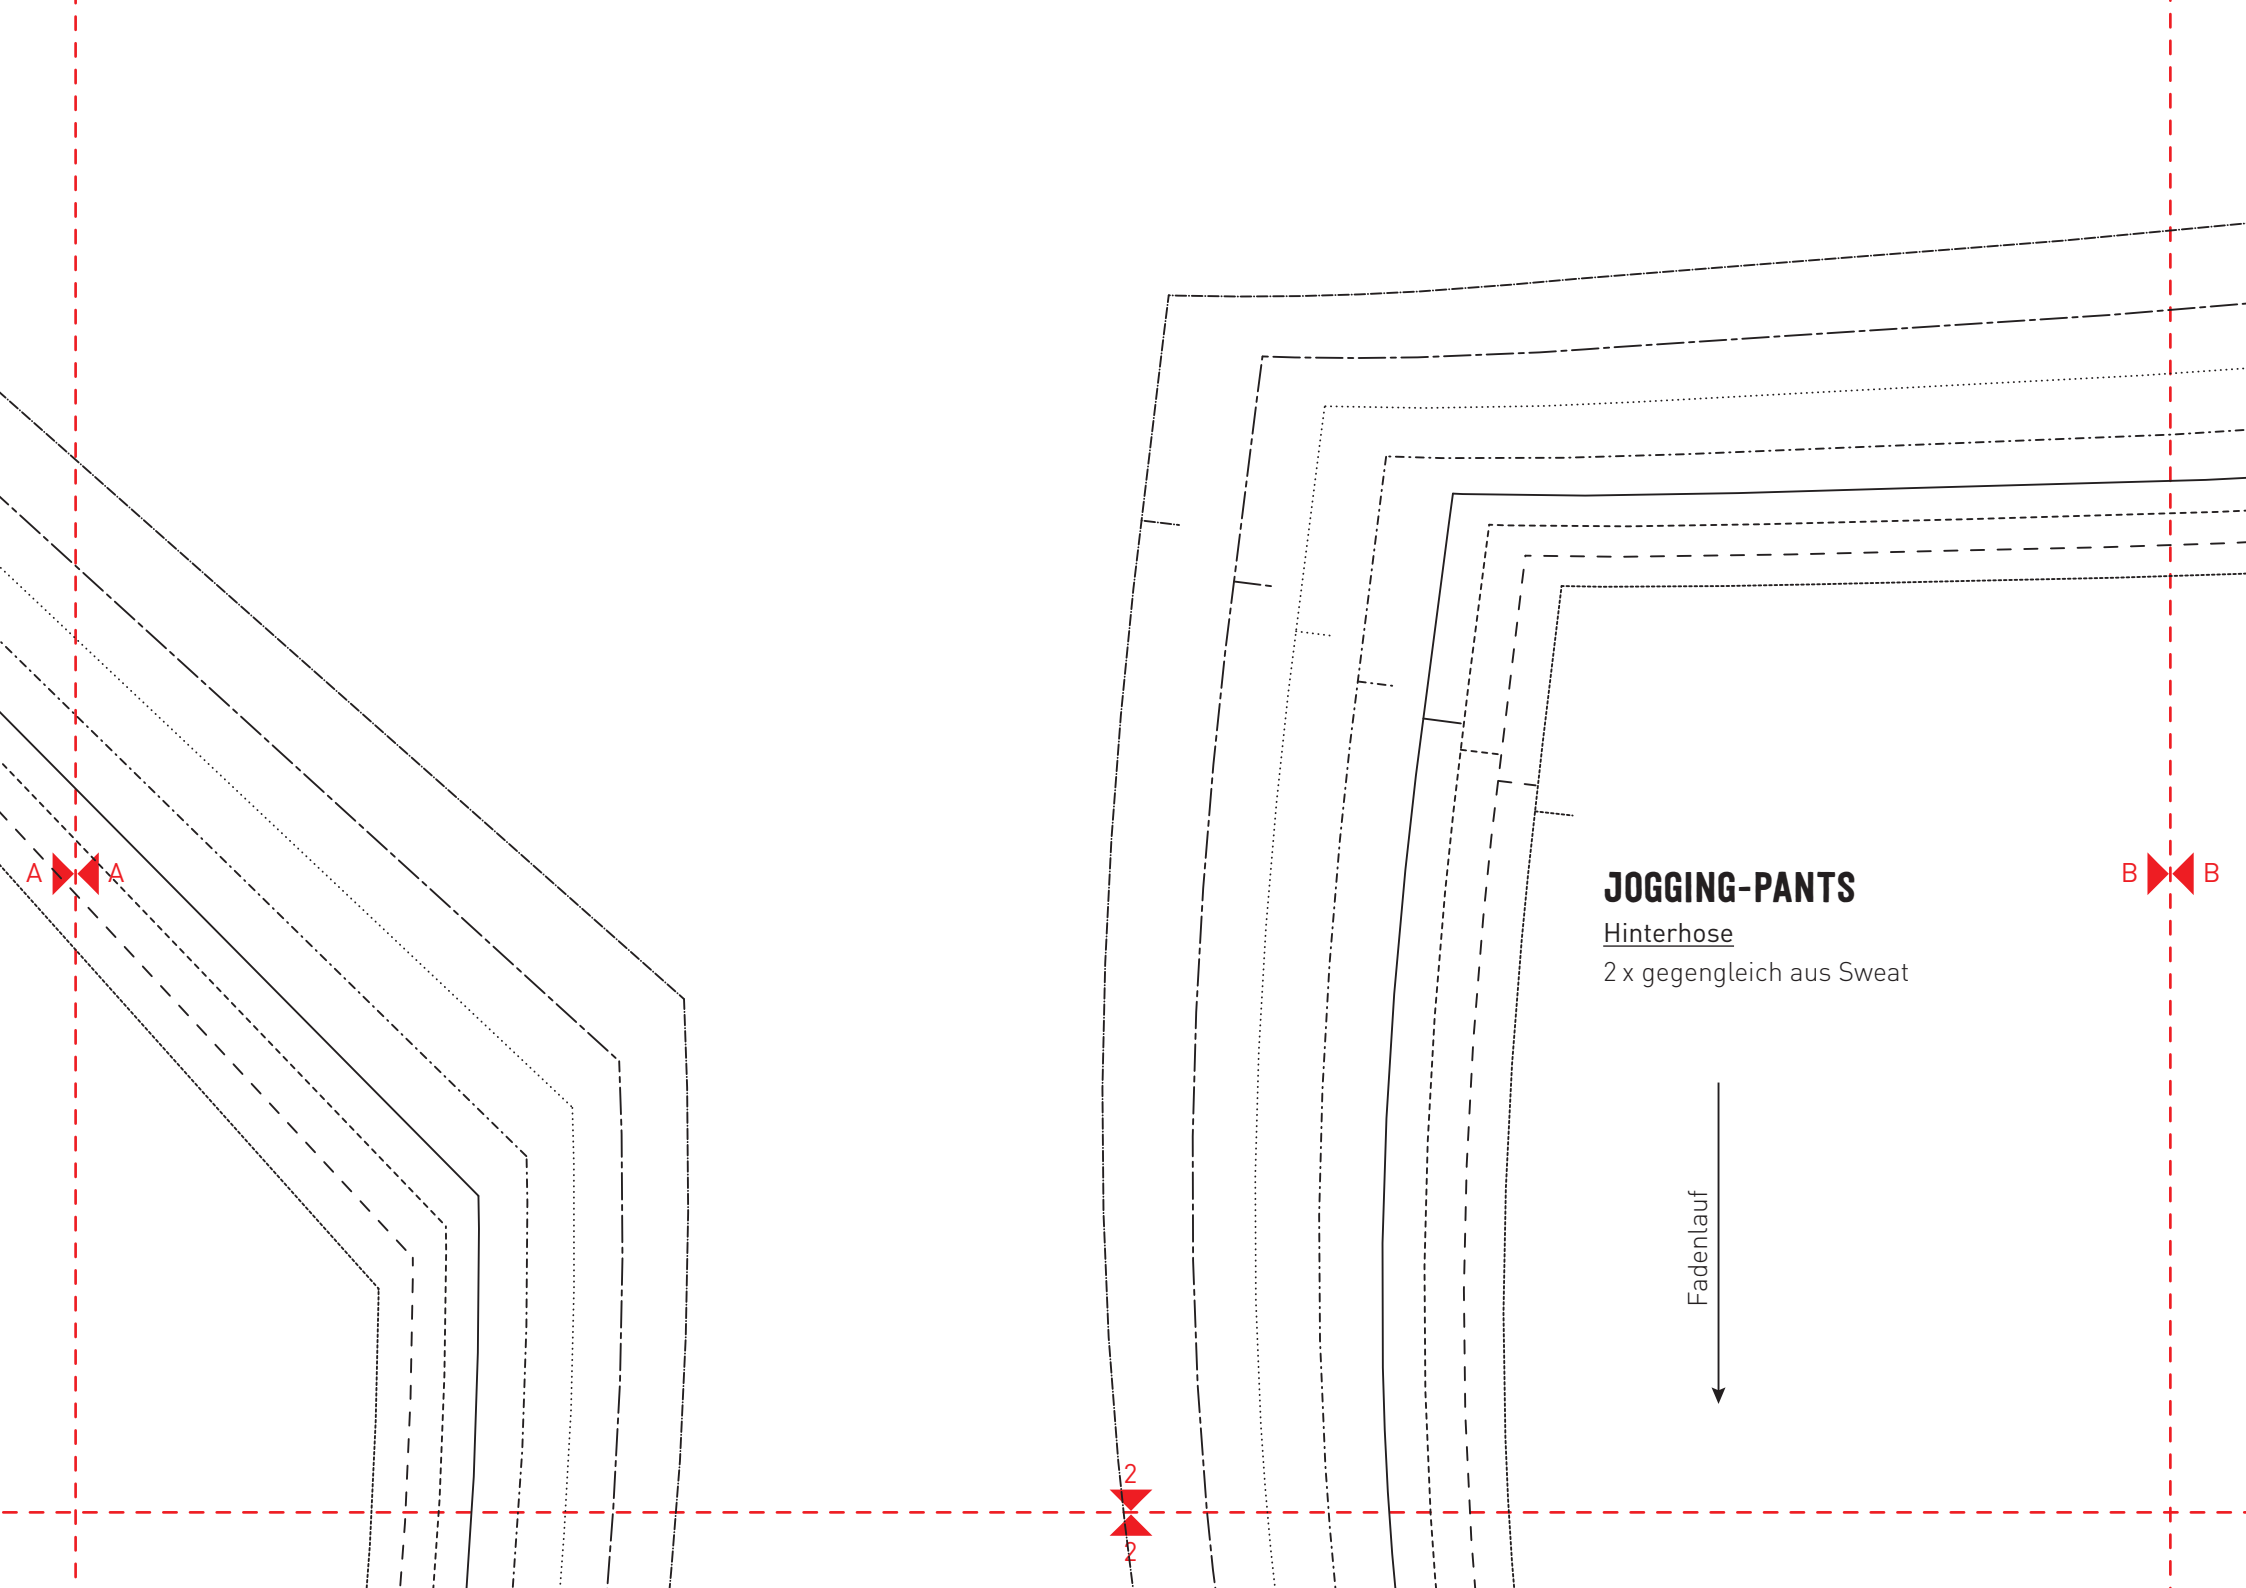 A A
JOGGING-PANTS
Hinterhose
2 x gegengleich aus Sweat
B B
Fadenlauf
2
2